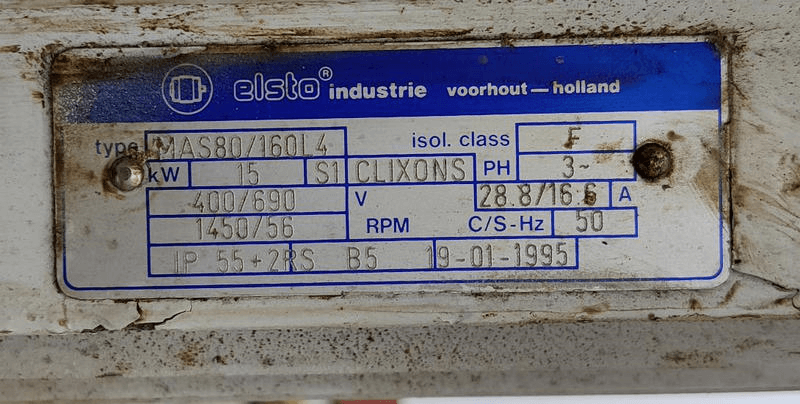 elsto® industrie voorhout — holland
type MAS80/160L4 isol. class F
kW 15 S1 CLIXONS PH 3~
400/690 V 28.8/16.6 A
1450/56 RPM C/S-Hz 50
IP 55+2RS B5 19-01-1995